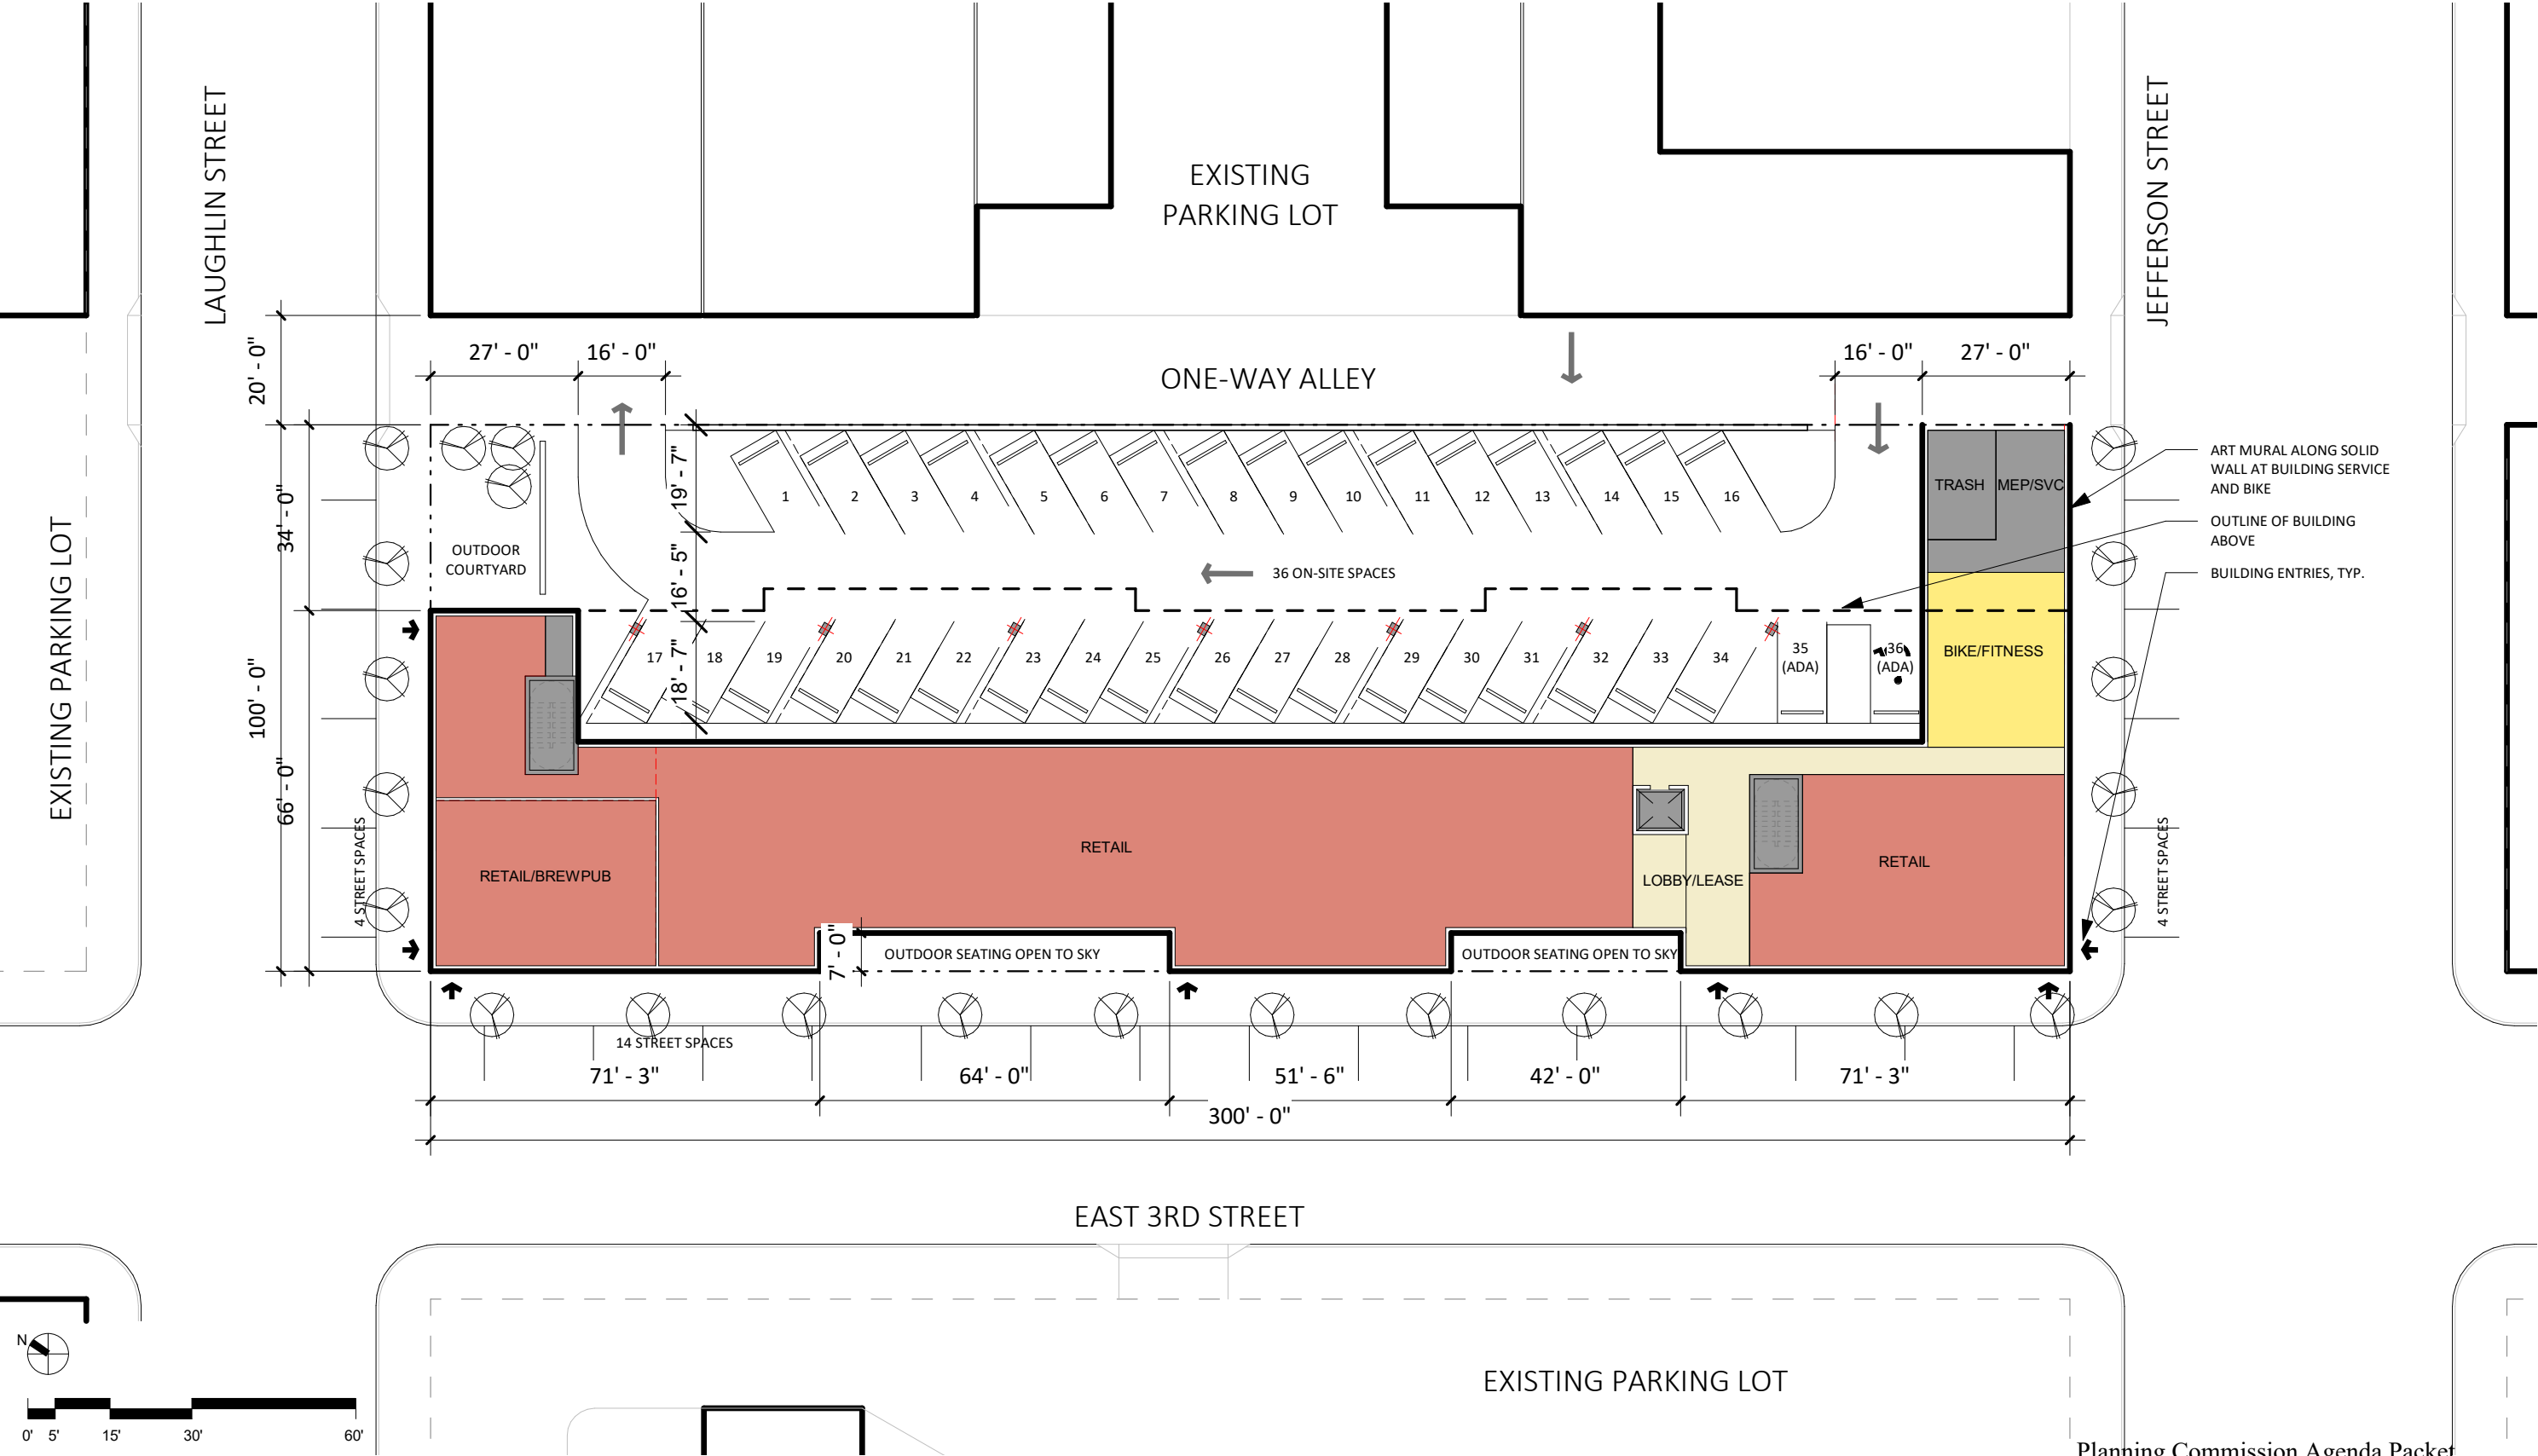 LAUGHLIN STREET
JEFFERSON STREET
EXISTING
PARKING LOT
20' - 0"
27' - 0"
16' - 0"
ONE-WAY ALLEY
16' - 0"
27' - 0"
ART MURAL ALONG SOLID
WALL AT BUILDING SERVICE
AND BIKE
OUTLINE OF BUILDING
ABOVE
BUILDING ENTRIES, TYP.
TRASH
MEP/SVC
19' - 7"
1
2
3
4
5
6
7
8
9
10
11
12
13
14
15
16
34' - 0"
OUTDOOR
COURTYARD
EXISTING PARKING LOT
16' - 5"
36 ON-SITE SPACES
100' - 0"
66' - 0"
18' - 7"
17
18
19
20
21
22
23
24
25
26
27
28
29
30
31
32
33
34
35
(ADA)
36
(ADA)
BIKE/FITNESS
RETAIL
RETAIL/BREWPUB
LOBBY/LEASE
RETAIL
4 STREET SPACES
4 STREET SPACES
7' - 0"
OUTDOOR SEATING OPEN TO SKY
OUTDOOR SEATING OPEN TO SKY
14 STREET SPACES
71' - 3"
64' - 0"
51' - 6"
42' - 0"
71' - 3"
300' - 0"
EAST 3RD STREET
N
EXISTING PARKING LOT
0' 5' 15' 30' 60'
Planning Commission Agenda Packet